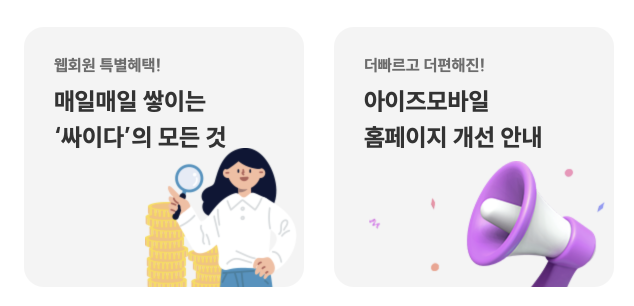 웹회원 특별혜택!
매일매일 쌓이는
‘싸이다’의 모든 것
더빠르고 더편해진!
아이즈모바일
홈페이지 개선 안내